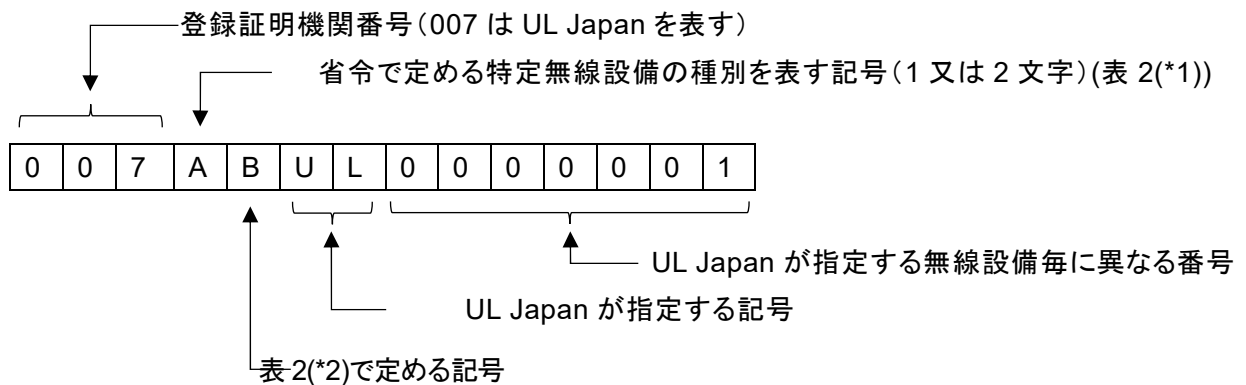 登録証明機関番号（007 は UL Japan を表す）
省令で定める特定無線設備の種別を表す記号（1 又は 2 文字）(表 2(*1))
0 0 7 A B U L 0 0 0 0 0 0 1
UL Japan が指定する無線設備毎に異なる番号
UL Japan が指定する記号
表 2(*2)で定める記号